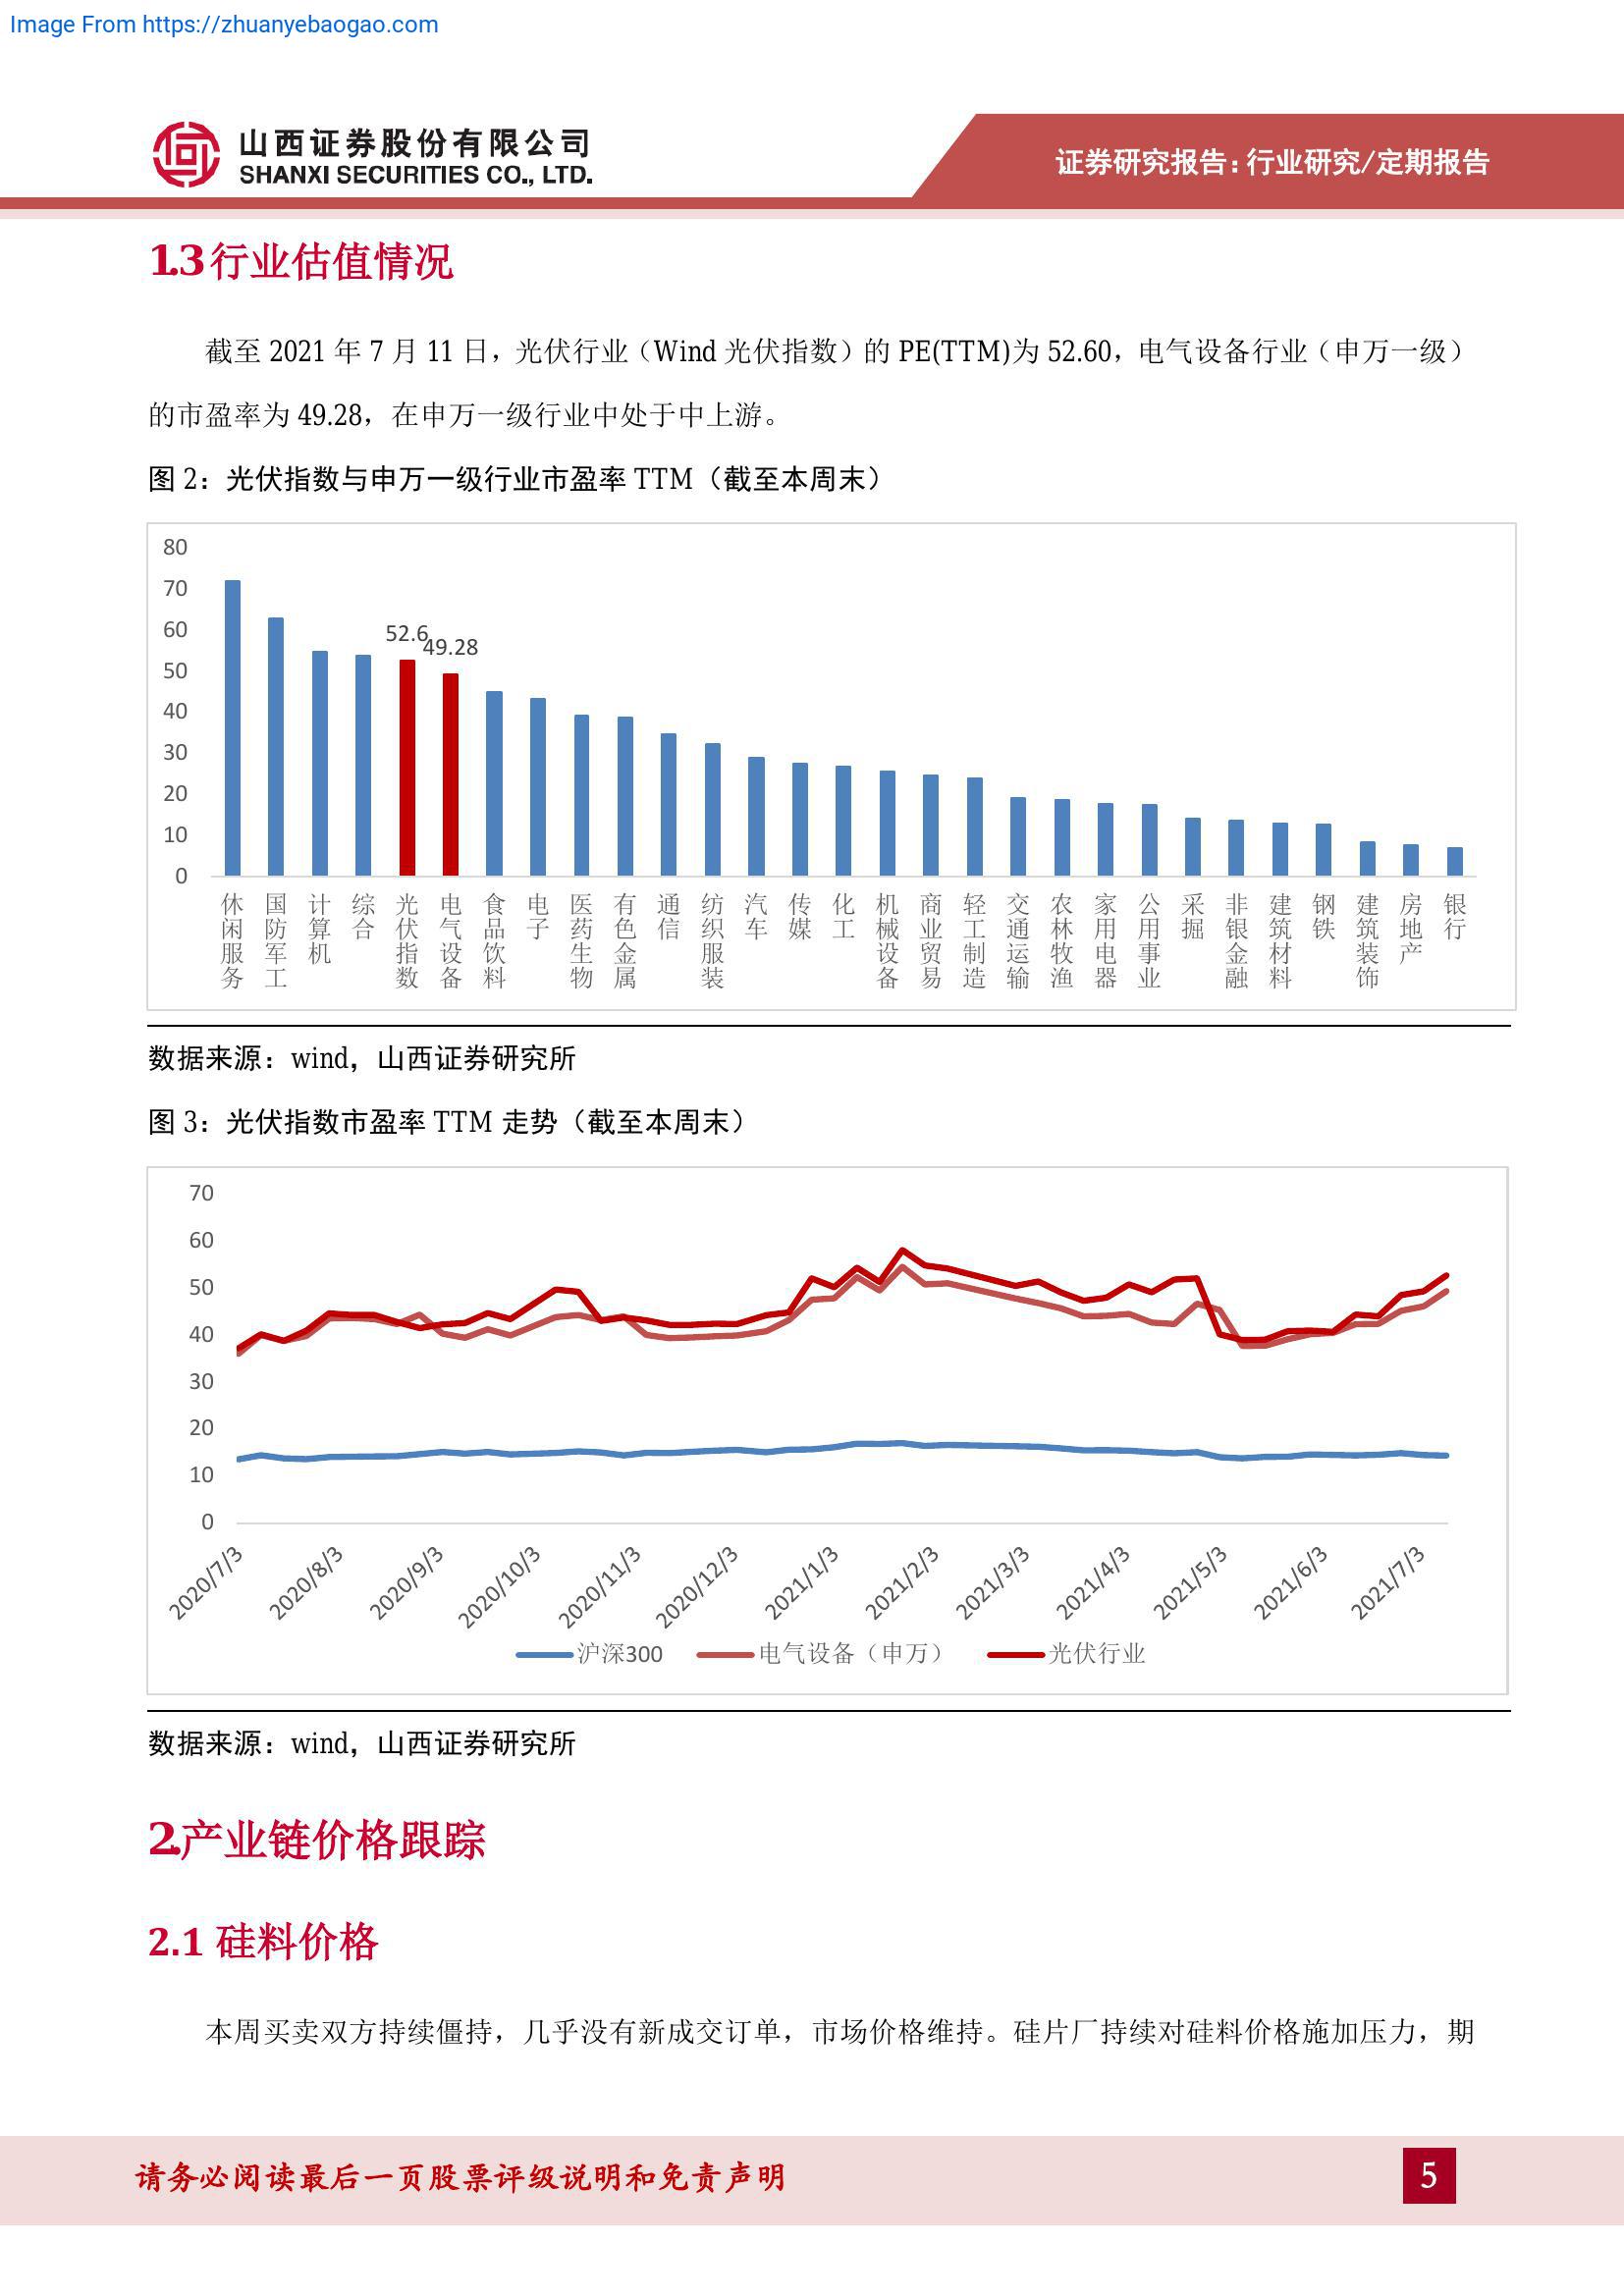 Image From https://zhuanyebaogao.com
山西证券股份有限公司
SHANXI SECURITIES CO., LTD.
证券研究报告:行业研究/定期报告
1.3 行业估值情况
截至 2021 年 7 月 11 日，光伏行业（Wind 光伏指数）的 PE(TTM)为 52.60，电气设备行业（申万一级）
的市盈率为 49.28，在申万一级行业中处于中上游。
图 2：光伏指数与申万一级行业市盈率 TTM（截至本周末）
80
70
60
50
40
30
20
10
0
52.6
49.28
休闲服务
国防军工
计算机
综合
光伏指数
电气设备
食品饮料
电子
医药生物
有色金属
通信
纺织服装
汽车
传媒
化工
机械设备
商业贸易
轻工制造
交通运输
农林牧渔
家用电器
公用事业
采掘
非银金融
建筑材料
钢铁
建筑装饰
房地产
银行
数据来源：wind，山西证券研究所
图 3：光伏指数市盈率 TTM 走势（截至本周末）
70
60
50
40
30
20
10
0
2020/7/3
2020/8/3
2020/9/3
2020/10/3
2020/11/3
2020/12/3
2021/1/3
2021/2/3
2021/3/3
2021/4/3
2021/5/3
2021/6/3
2021/7/3
沪深300
电气设备（申万）
光伏行业
数据来源：wind，山西证券研究所
2.产业链价格跟踪
2.1 硅料价格
本周买卖双方持续僵持，几乎没有新成交订单，市场价格维持。硅片厂持续对硅料价格施加压力，期
请务必阅读最后一页股票评级说明和免责声明
5